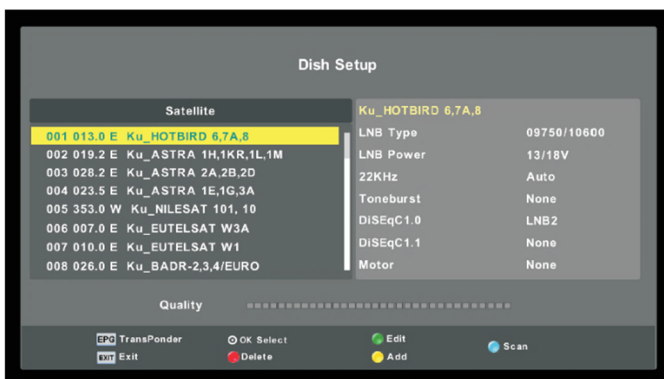 Dish Setup
Satellite
001 013.0 E Ku_HOTBIRD 6,7A,8
002 019.2 E Ku_ASTRA 1H,1KR,1L,1M
003 028.2 E Ku_ASTRA 2A,2B,2D
004 023.5 E Ku_ASTRA 1E,1G,3A
005 353.0 W Ku_NILESAT 101, 10
006 007.0 E Ku_EUTELSAT W3A
007 010.0 E Ku_EUTELSAT W1
008 026.0 E Ku_BADR-2,3,4/EURO
Ku_HOTBIRD 6,7A,8
LNB Type 09750/10600
LNB Power 13/18V
22KHz Auto
Toneburst None
DiSEqC1.0 LNB2
DiSEqC1.1 None
Motor None
Quality
EPG TransPonder OK Select Edit Scan
EXIT Exit Delete Add